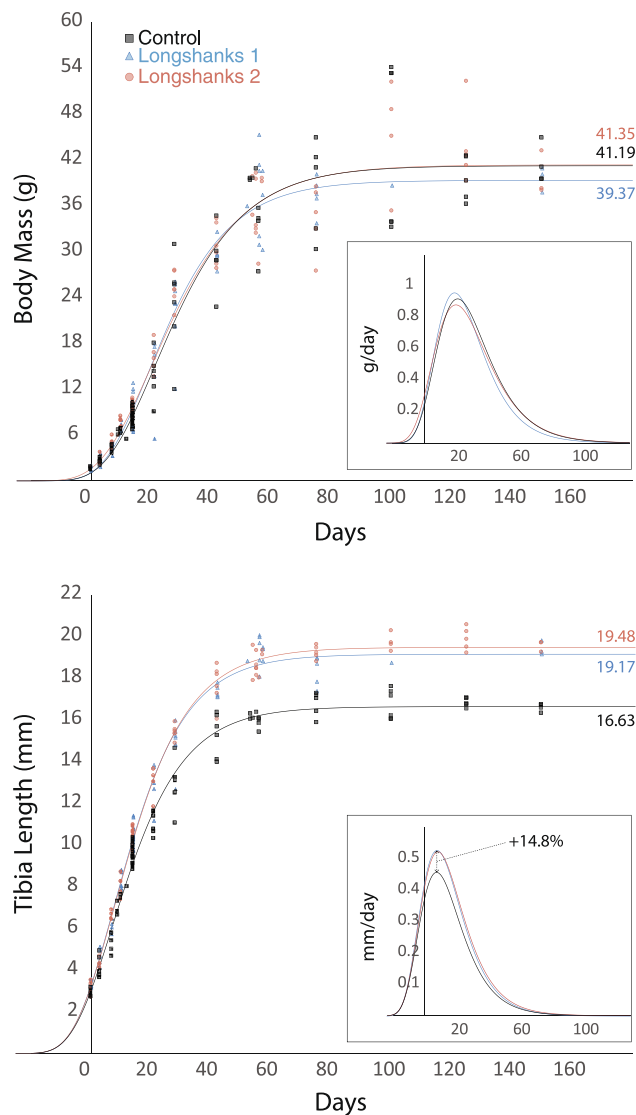 60
54
48
42
36
30
24
18
12
6
Body Mass (g)
Control
Longshanks 1
Longshanks 2
41.35
41.19
39.37
1
0.8
0.6
0.4
0.2
g/day
20 60 100
0 20 40 60 80 100 120 140 160
Days
22
20
18
16
14
12
10
8
6
4
2
Tibia Length (mm)
19.48
19.17
16.63
0.5
0.4
0.3
0.2
0.1
mm/day
+14.8%
20 60 100
0 20 40 60 80 100 120 140 160
Days